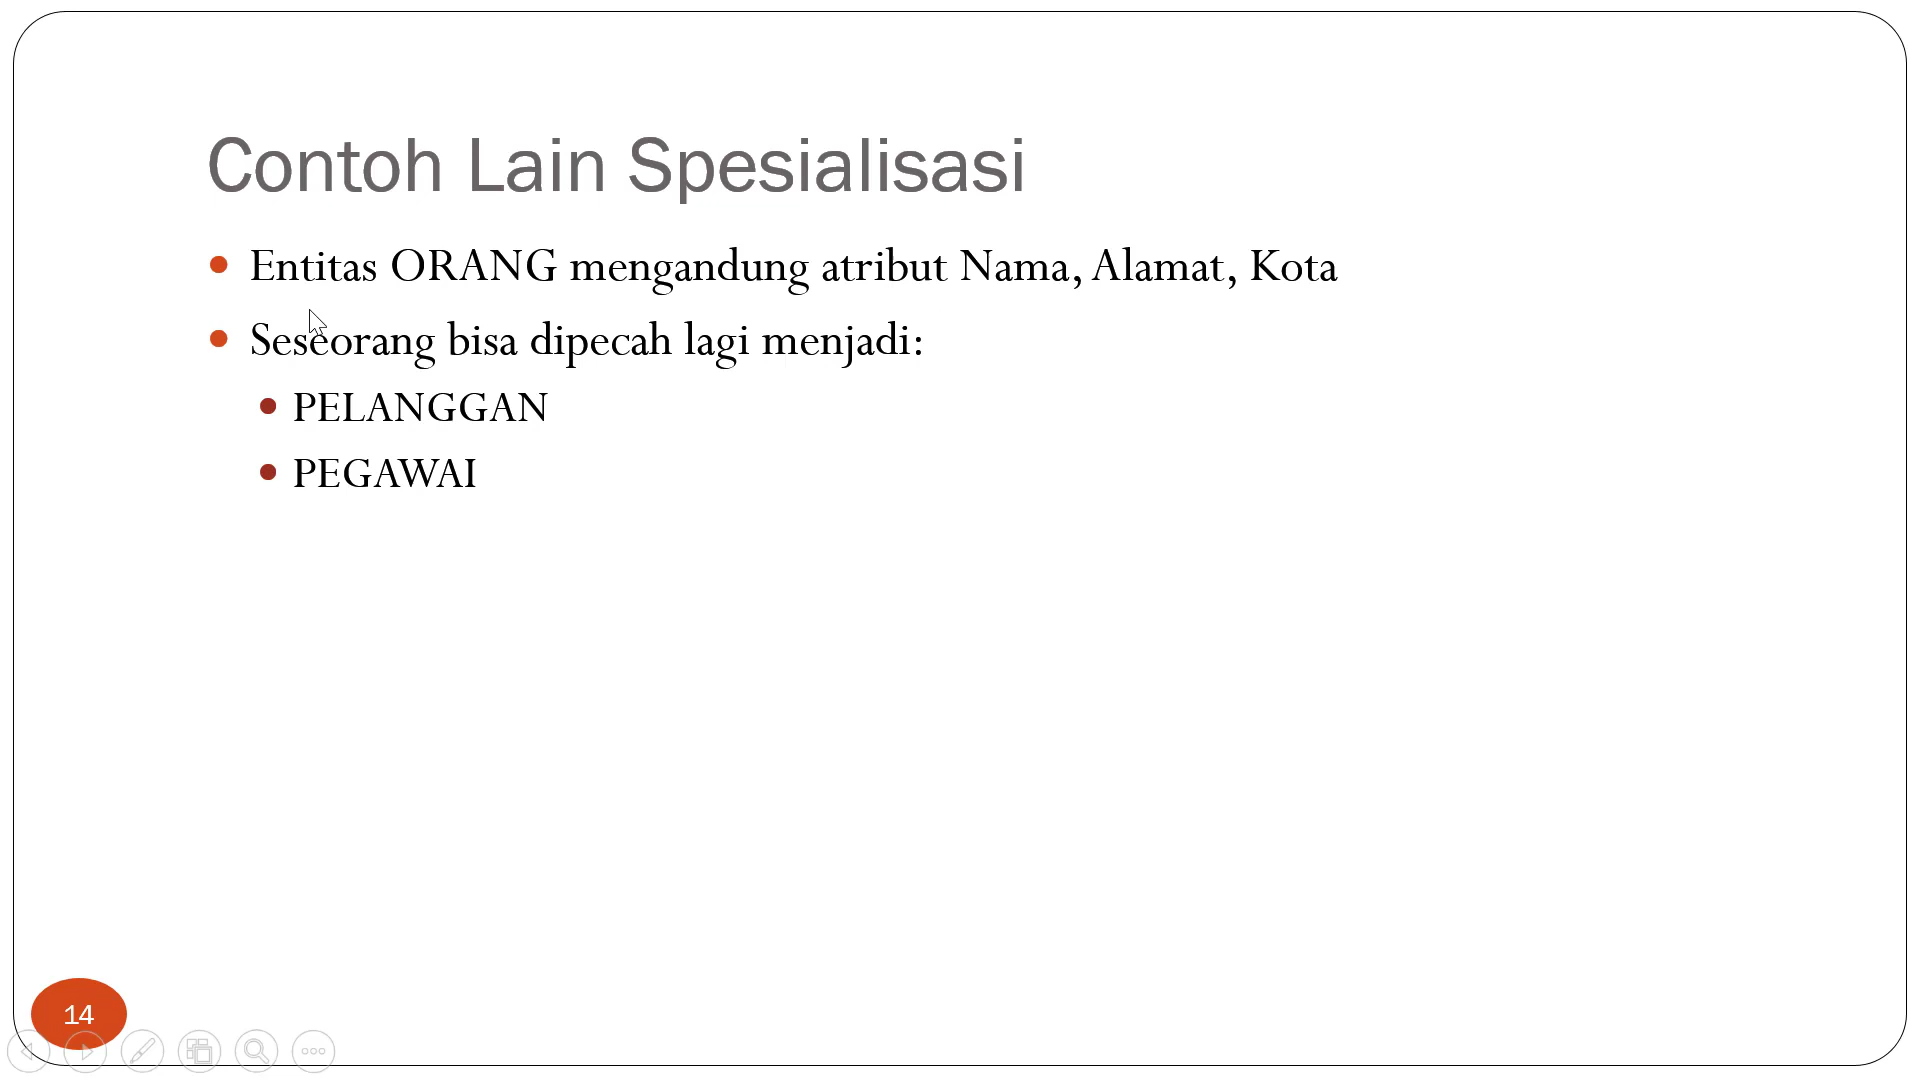 Contoh Lain Spesialisasi
Entitas ORANG mengandung atribut Nama, Alamat, Kota
Seseorang bisa dipecah lagi menjadi:
PELANGGAN
PEGAWAI
14